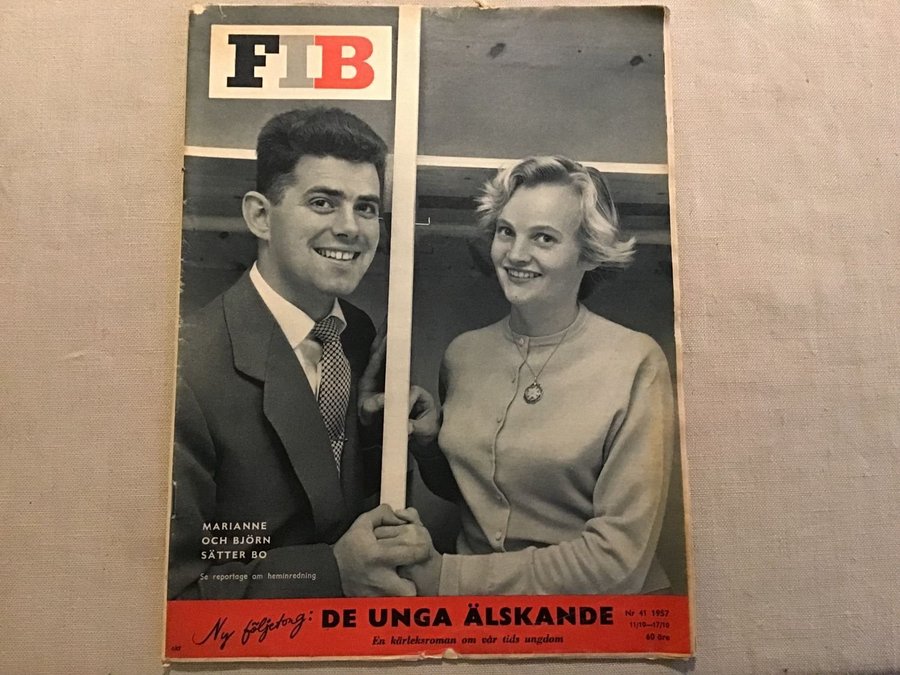 FIB
MARIANNE
OCH BJÖRN
SÄTTER BO
Se reportage om heminredning
Ny följetong: DE UNGA ÄLSKANDE
En kärleksroman om vår tids ungdom
Nr 41 1957
11/10—17/10
60 öre